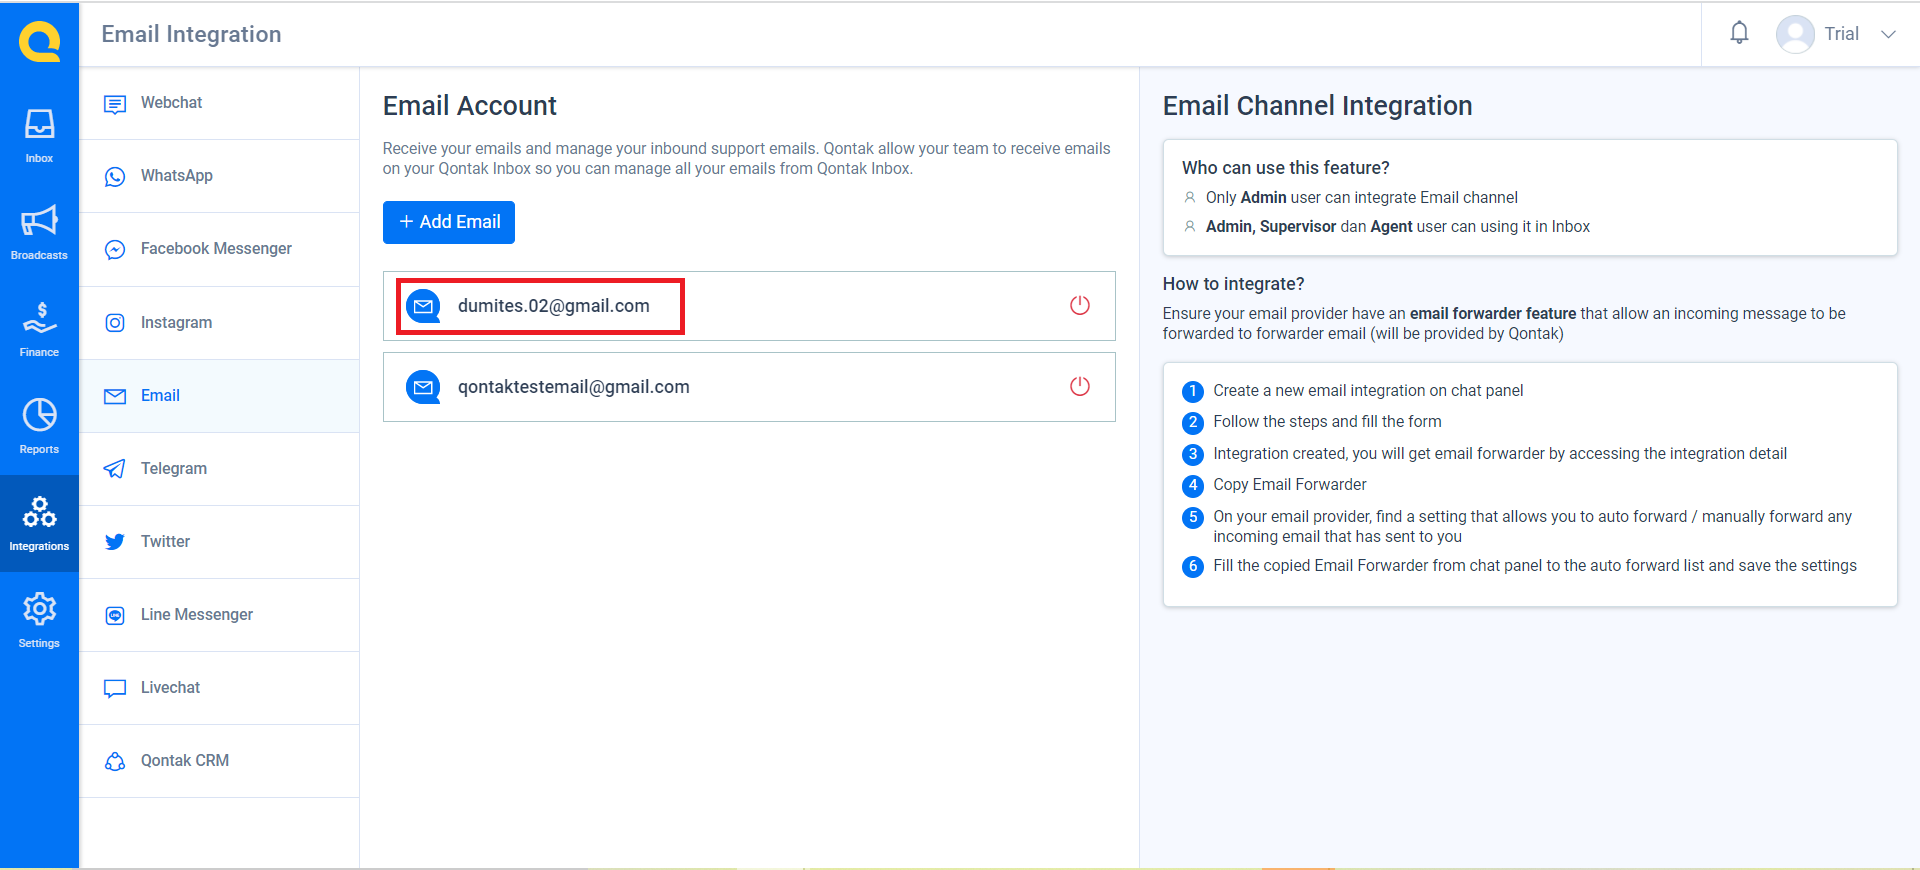 Email Integration
Trial
Inbox
Broadcasts
Finance
Reports
Integrations
Settings
Webchat
WhatsApp
Facebook Messenger
Instagram
Email
Telegram
Twitter
Line Messenger
Livechat
Qontak CRM
Email Account
Receive your emails and manage your inbound support emails. Qontak allow your team to receive emails
on your Qontak Inbox so you can manage all your emails from Qontak Inbox.
+ Add Email
dumites.02@gmail.com
qontaktestemail@gmail.com
Email Channel Integration
Who can use this feature?
Only Admin user can integrate Email channel
Admin, Supervisor dan Agent user can using it in Inbox
How to integrate?
Ensure your email provider have an email forwarder feature that allow an incoming message to be
forwarded to forwarder email (will be provided by Qontak)
1 Create a new email integration on chat panel
2 Follow the steps and fill the form
3 Integration created, you will get email forwarder by accessing the integration detail
4 Copy Email Forwarder
5 On your email provider, find a setting that allows you to auto forward / manually forward any
incoming email that has sent to you
6 Fill the copied Email Forwarder from chat panel to the auto forward list and save the settings